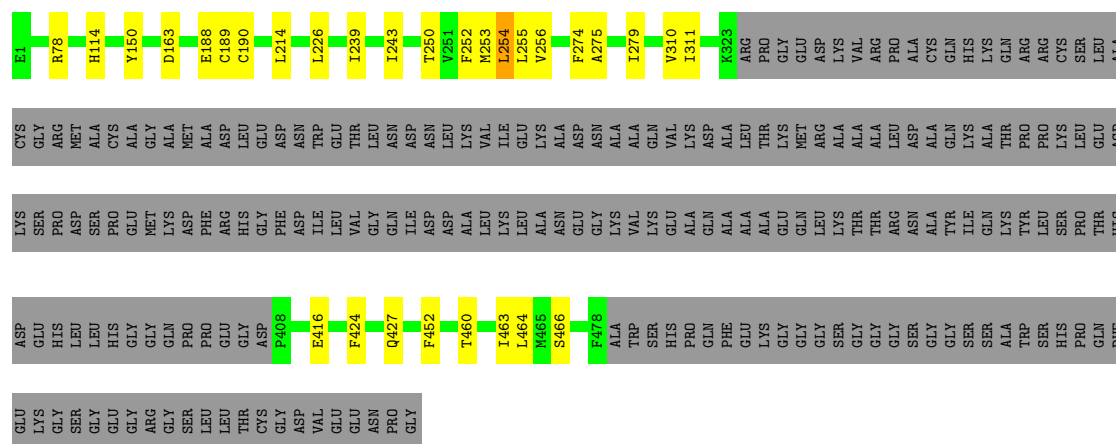 E1 R78 H114 Y150 D163 E188 C189 C190 L214 L226 I239 I243 T250 V251 F252 M253 L254 L255 V256 F274 A275 I279 V310 I311 K323 ARG PRO GLY GLU ASP LYS VAL ARG PRO ALA CYS GLN HIS LYS GLN ARG ARG CYS SER LEU ALA
CYS GLY ARG MET ALA CYS ALA GLY ALA MET ALA ASP LEU GLU ASP ASN TRP GLU THR LEU ASN ASP ASN LEU LYS VAL ILE GLU LYS ALA ASP ASN ALA ALA GLN VAL LYS ASP ALA LEU THR LYS MET ARG ALA ALA ALA LEU ASP ALA GLN LYS ALA THR PRO PRO LYS LEU GLU
LYS SER PRO ASP SER PRO GLU MET LYS ASP PHE ARG HIS GLY PHE ASP ILE LEU VAL GLY GLN ILE ASP ASP ALA LEU LYS LEU ALA ASN GLU GLY LYS VAL LYS GLU ALA GLN ALA ALA ALA GLU GLN LEU LYS THR THR ARG ASN ALA TYR ILE GLN LYS TYR LEU SER PRO THR
ASP GLU HIS LEU LEU HIS GLY GLY GLN PRO PRO GLU GLY ASP P408 E416 F424 Q427 F452 T460 I463 L464 M465 S466 F478 ALA TRP SER HIS PRO GLN PHE GLU LYS GLY GLY GLY SER GLY GLY GLY SER GLY GLY SER SER ALA TRP SER HIS PRO GLN
GLU LYS GLY SER GLY GLU GLY ARG GLY SER LEU LEU THR CYS GLY ASP VAL GLU GLU ASN PRO GLY